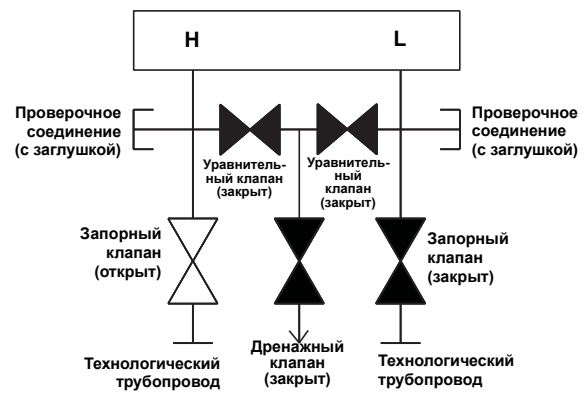 H
L
Проверочное
соединение
(с заглушкой)
Проверочное
соединение
(с заглушкой)
Уравнитель-
ный клапан
(закрыт)
Уравнитель-
ный
клапан
(закрыт)
Запорный
клапан
(открыт)
Запорный
клапан
(закрыт)
Технологический
трубопровод
Дренажный
клапан
(закрыт)
Технологический
трубопровод